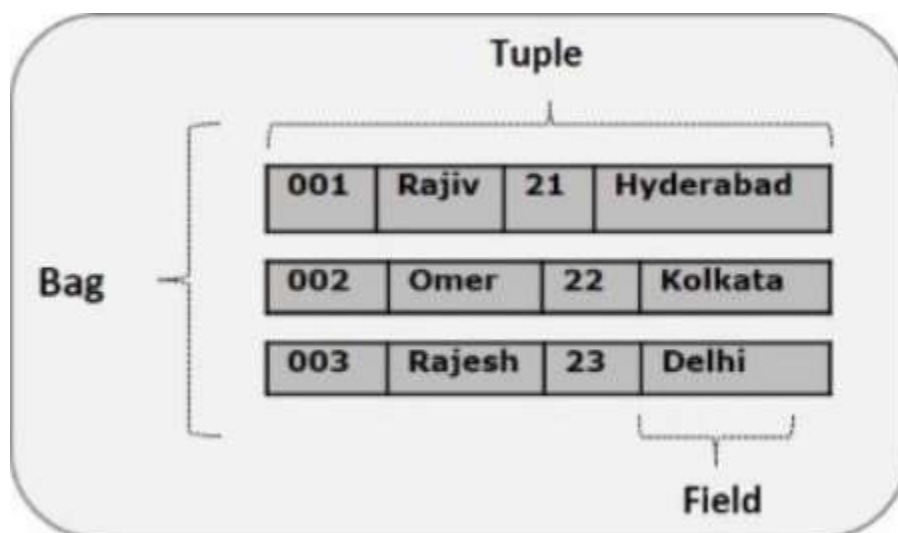 Tuple
001 Rajiv 21 Hyderabad
Bag
002 Omer 22 Kolkata
003 Rajesh 23 Delhi
Field